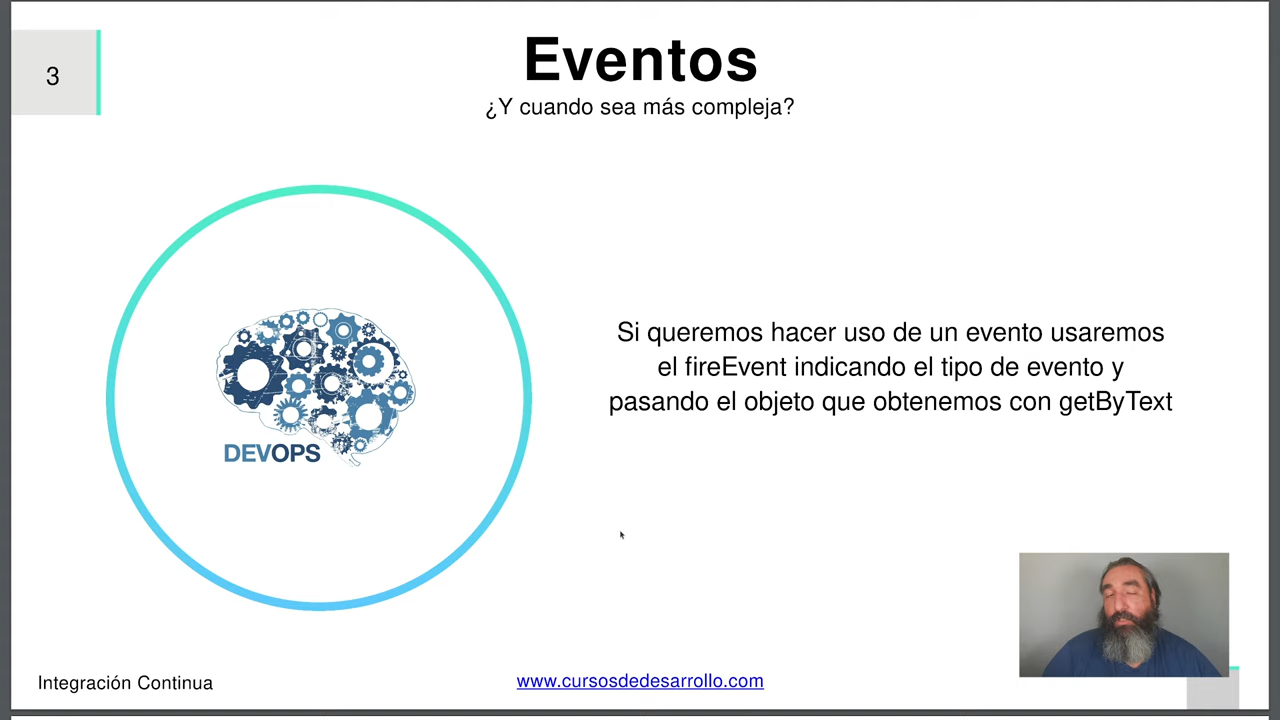 3
Eventos
¿Y cuando sea más compleja?
DEVOPS
Si queremos hacer uso de un evento usaremos
el fireEvent indicando el tipo de evento y
pasando el objeto que obtenemos con getByText
Integración Continua
www.cursosdedesarrollo.com